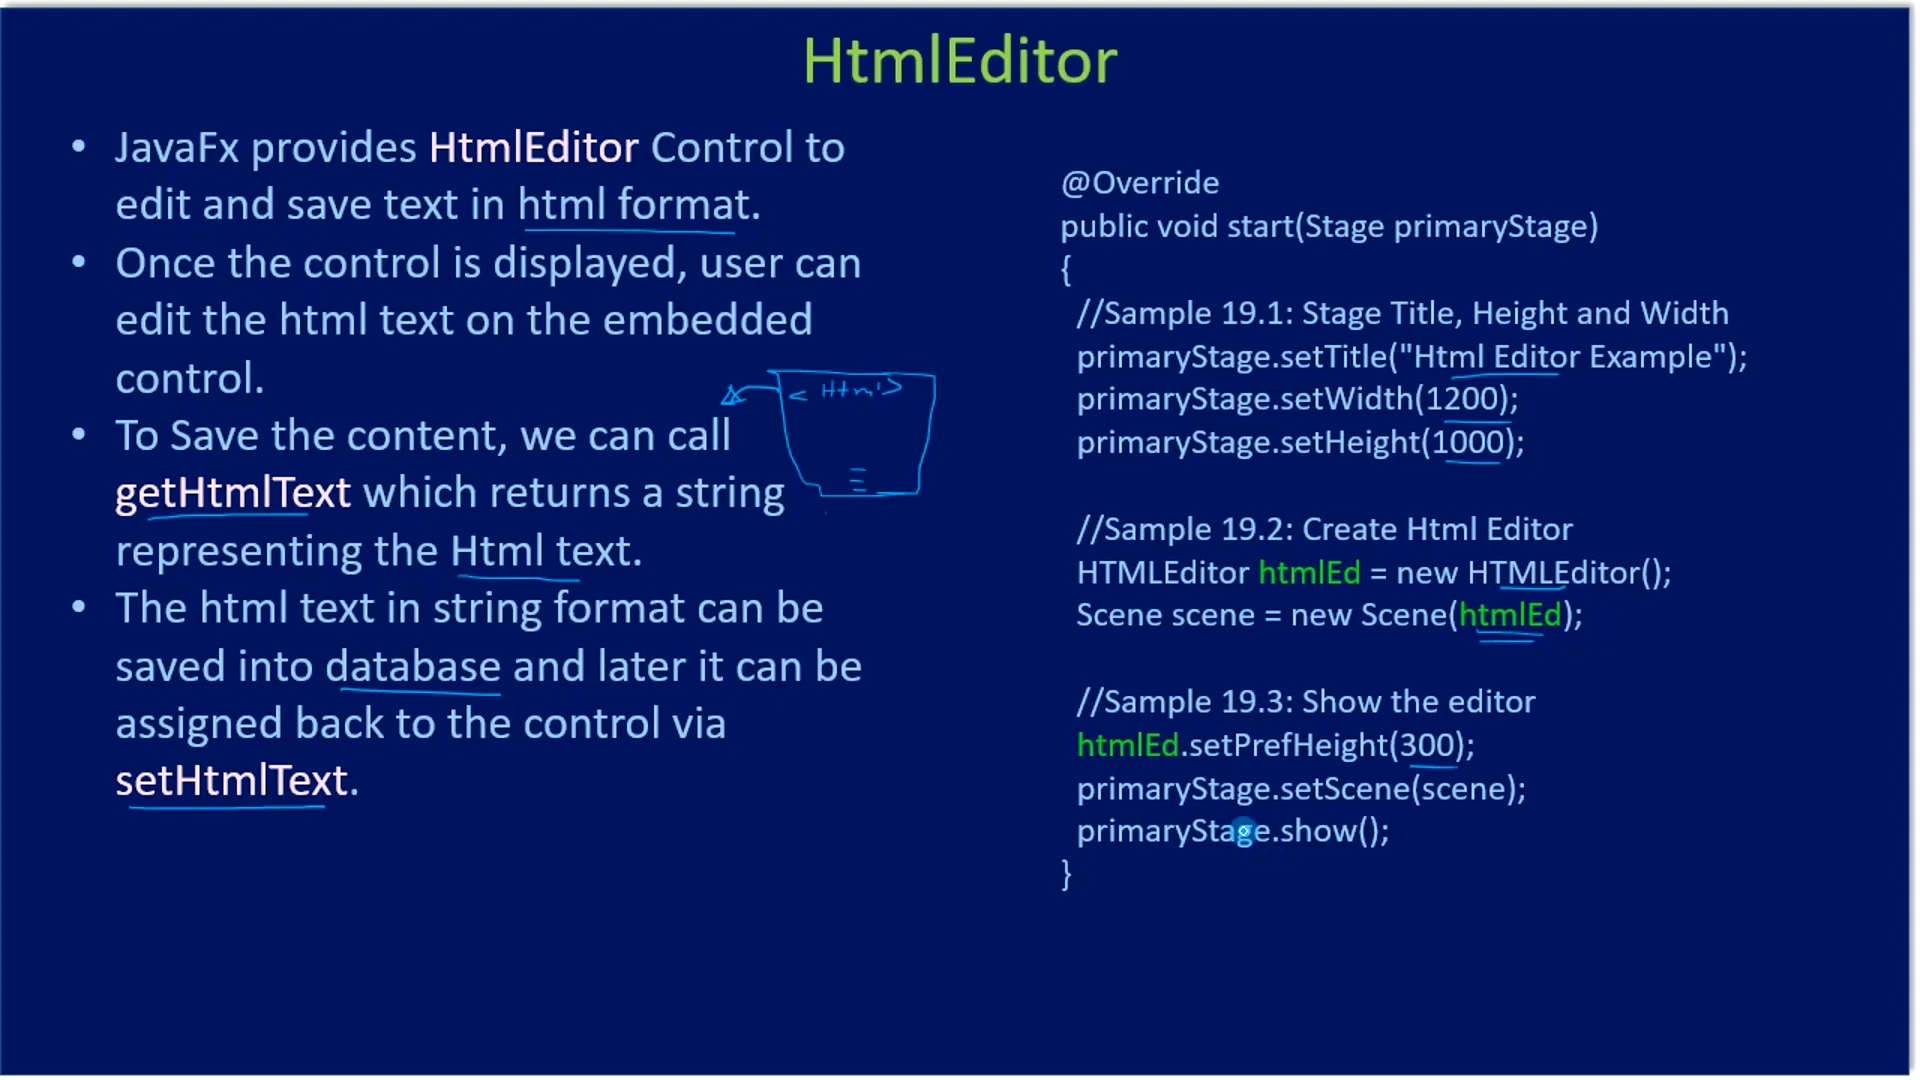 HtmlEditor
• JavaFx provides HtmlEditor Control to
edit and save text in html format.
• Once the control is displayed, user can
edit the html text on the embedded
control.
• To Save the content, we can call
getHtmlText which returns a string
representing the Html text.
• The html text in string format can be
saved into database and later it can be
assigned back to the control via
setHtmlText.
<Html>
@Override
public void start(Stage primaryStage)
{
//Sample 19.1: Stage Title, Height and Width
primaryStage.setTitle("Html Editor Example");
primaryStage.setWidth(1200);
primaryStage.setHeight(1000);
//Sample 19.2: Create Html Editor
HTMLEditor htmlEd = new HTMLEditor();
Scene scene = new Scene(htmlEd);
//Sample 19.3: Show the editor
htmlEd.setPrefHeight(300);
primaryStage.setScene(scene);
primaryStage.show();
}